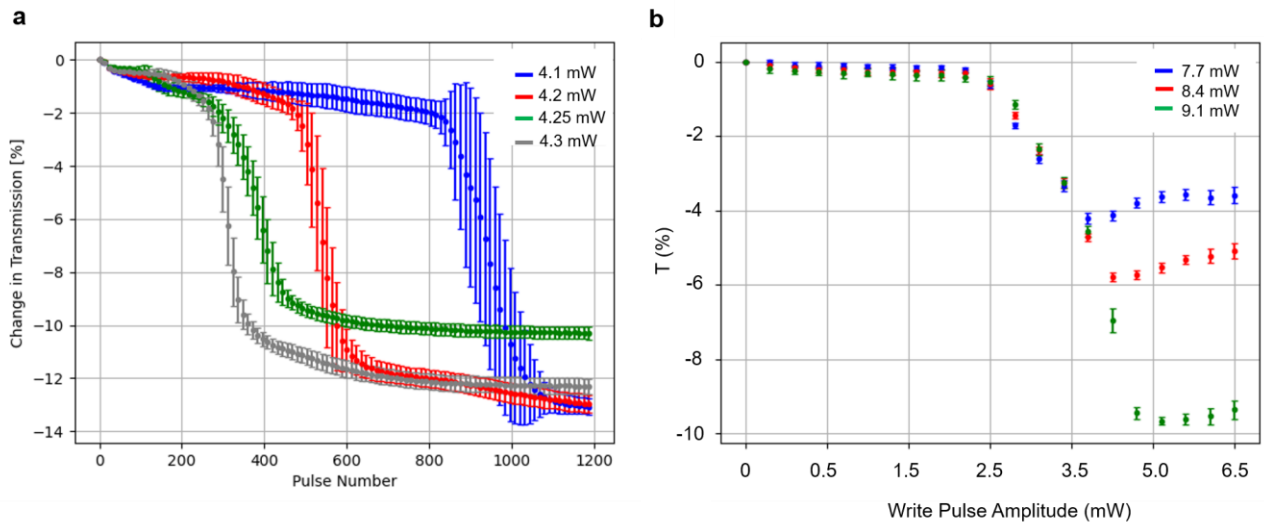 a
Change in Transmission [%]
0
−2
−4
−6
−8
−10
−12
−14
0 200 400 600 800 1000 1200
Pulse Number
4.1 mW
4.2 mW
4.25 mW
4.3 mW
b
T (%)
0
-2
-4
-6
-8
-10
0 0.5 1.5 2.5 3.5 5.0 6.5
Write Pulse Amplitude (mW)
7.7 mW
8.4 mW
9.1 mW